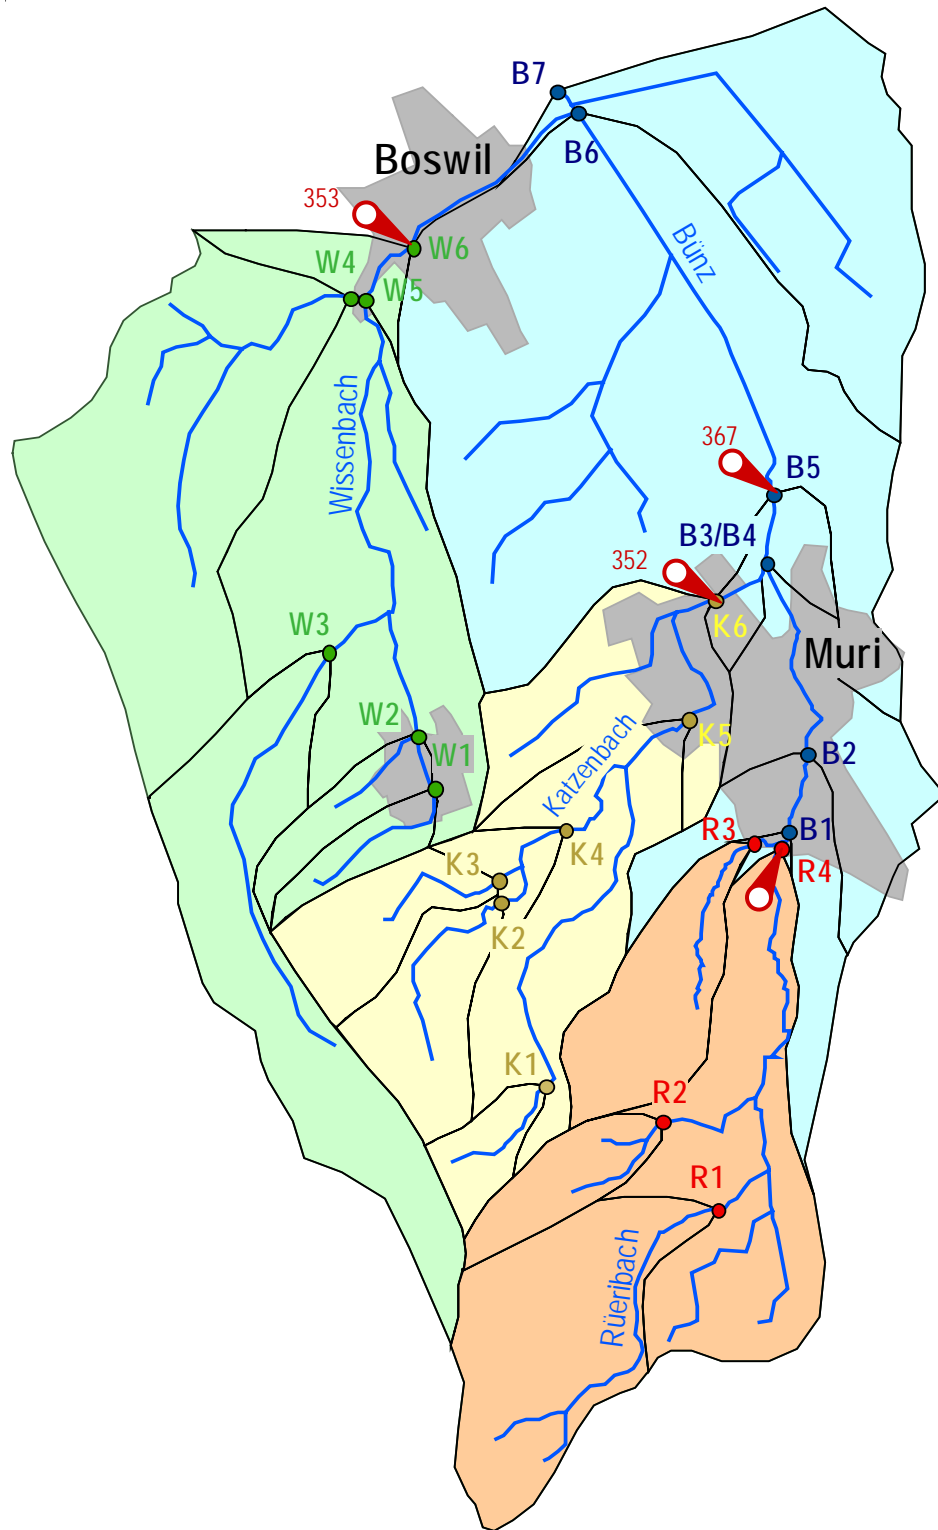 B7
B6
Boswil
353
W6
Bünz
W4
W5
Wissenbach
367
B5
B3/B4
352
K6
W3
Muri
W2
K5
W1
B2
Katzenbach
R3
B1
K4
R4
K3
K2
K1
R2
R1
Rüeribach